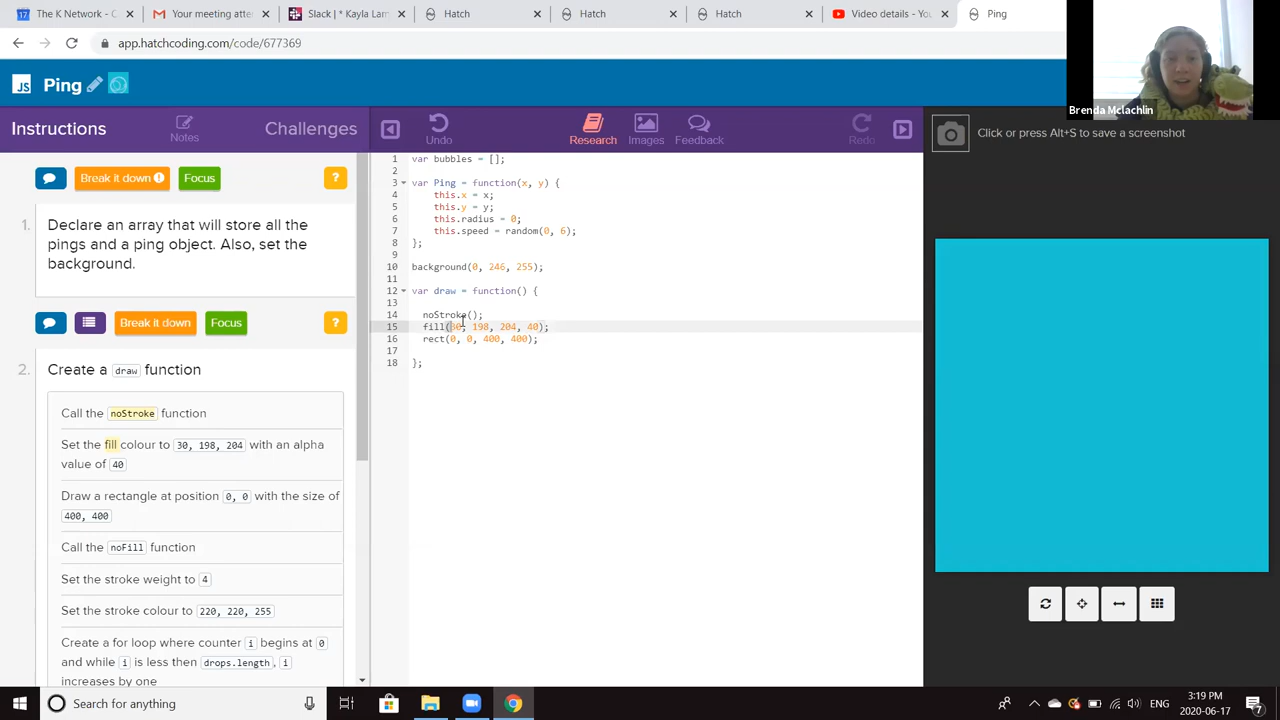 The K Network - C
Your meeting atte
Slack | * Kayla Lam
Hatch
Hatch
Hatch
Video details - You
Ping
app.hatchcoding.com/code/677369
JS Ping
Brenda Mclachlin
Instructions
Notes
Challenges
Undo
Research
Images
Feedback
Redo
Click or press Alt+S to save a screenshot
Break it down
Focus
?
1. Declare an array that will store all the
pings and a ping object. Also, set the
background.
Break it down
Focus
?
2. Create a draw function
Call the noStroke function
Set the fill colour to 30, 198, 204 with an alpha
value of 40
Draw a rectangle at position 0, 0 with the size of
400, 400
Call the noFill function
Set the stroke weight to 4
Set the stroke colour to 220, 220, 255
Create a for loop where counter i begins at 0
and while i is less then drops.length, i
increases by one
1 var bubbles = [];
2
3 var Ping = function(x, y) {
4 this.x = x;
5 this.y = y;
6 this.radius = 0;
7 this.speed = random(0, 6);
8 };
9
10 background(0, 246, 255);
11
12 var draw = function() {
13
14 noStroke();
15 fill(30, 198, 204, 40);
16 rect(0, 0, 400, 400);
17
18 };
Search for anything
ENG
3:19 PM
2020-06-17
7